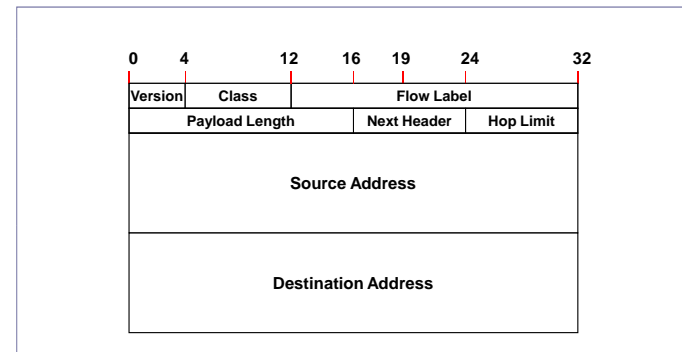 0 4 12 16 19 24 32
Version Class Flow Label
Payload Length Next Header Hop Limit
Source Address
Destination Address